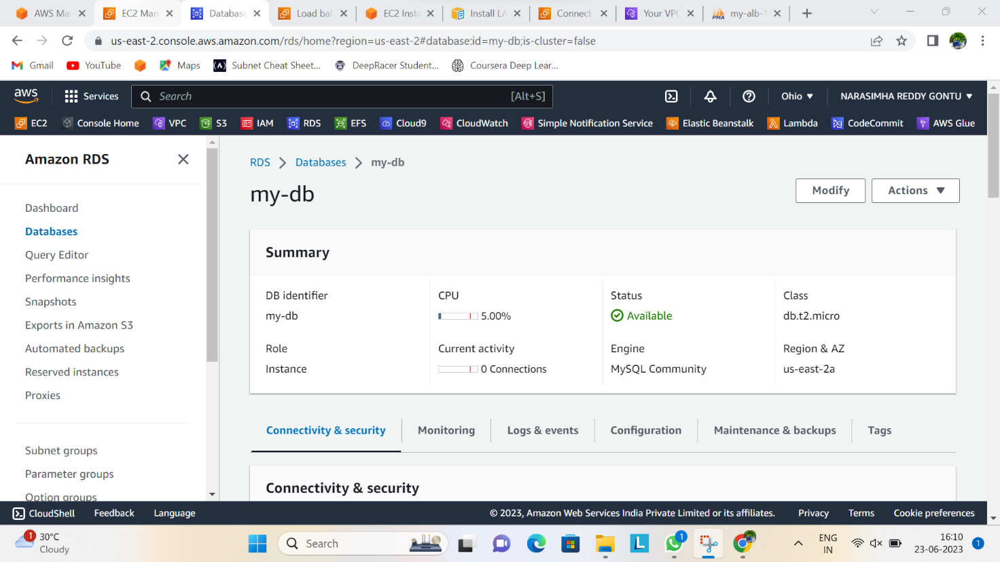 AWS Mar
EC2 Man
Database
Load bal
EC2 Insta
Install LA
Connect
Your VPC
PMA
my-alb-1
us-east-2.console.aws.amazon.com/rds/home?region=us-east-2#database:id=my-db;is-cluster=false
Gmail
YouTube
Maps
Subnet Cheat Sheet...
DeepRacer Student...
Coursera Deep Lear...
aws
Services
Search
[Alt+S]
Ohio
NARASIMHA REDDY GONTU
EC2
Console Home
VPC
S3
IAM
RDS
EFS
Cloud9
CloudWatch
Simple Notification Service
Elastic Beanstalk
Lambda
CodeCommit
AWS Glue
Amazon RDS
Dashboard
Databases
Query Editor
Performance insights
Snapshots
Exports in Amazon S3
Automated backups
Reserved instances
Proxies
Subnet groups
Parameter groups
Option groups
RDS > Databases > my-db
my-db
Modify
Actions
Summary
DB identifier
my-db
CPU
5.00%
Status
Available
Class
db.t2.micro
Role
Instance
Current activity
0 Connections
Engine
MySQL Community
Region & AZ
us-east-2a
Connectivity & security
Monitoring
Logs & events
Configuration
Maintenance & backups
Tags
Connectivity & security
CloudShell
Feedback
Language
© 2023, Amazon Web Services India Private Limited or its affiliates.
Privacy
Terms
Cookie preferences
1
30°C
Cloudy
Search
L
1
ENG
IN
16:10
23-06-2023
1